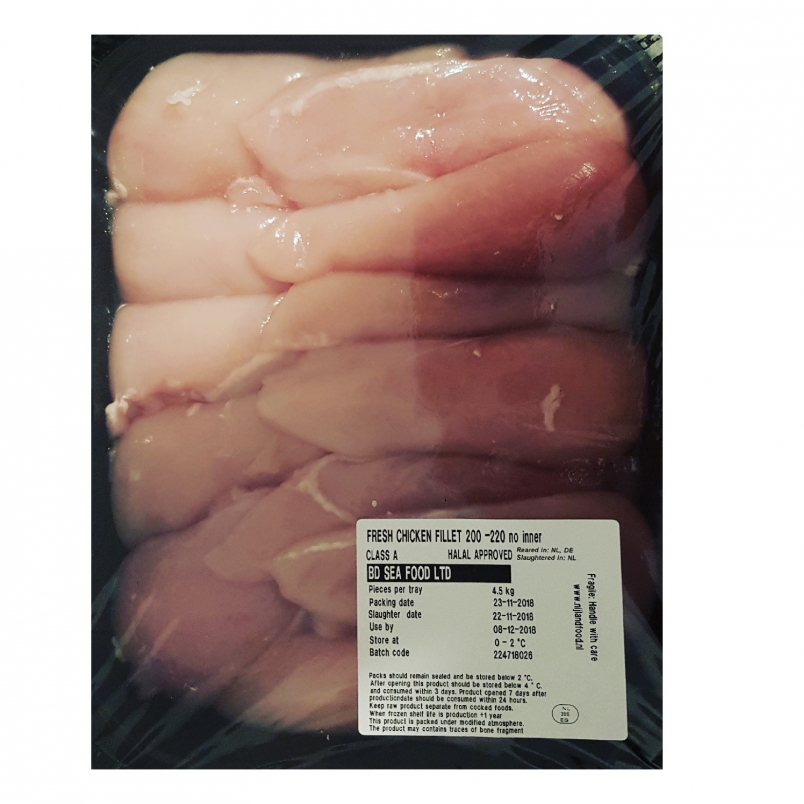 FRESH CHICKEN FILLET 200 -220 no inner
CLASS A HALAL APPROVED Reared in: NL, DE
Slaughtered in: NL
BD SEA FOOD LTD
Pieces per tray 4.5 kg
Packing date 23-11-2018
Slaughter date 22-11-2018
Use by 08-12-2018
Store at 0 - 2 °C
Batch code 224718026
Fragile: Handle with care
www.nijlandfood.nl
Packs should remain sealed and be stored below 2 °C.
After opening this product should be stored below 4 ° C.
and consumed within 3 days. Product opened 7 days after
productiondate should be consumed within 24 hours.
Keep raw product separate from cooked foods.
When frozen shelf life is production +1 year
This product is packed under modified atmosphere.
The product may contains traces of bone fragment
NL
EG